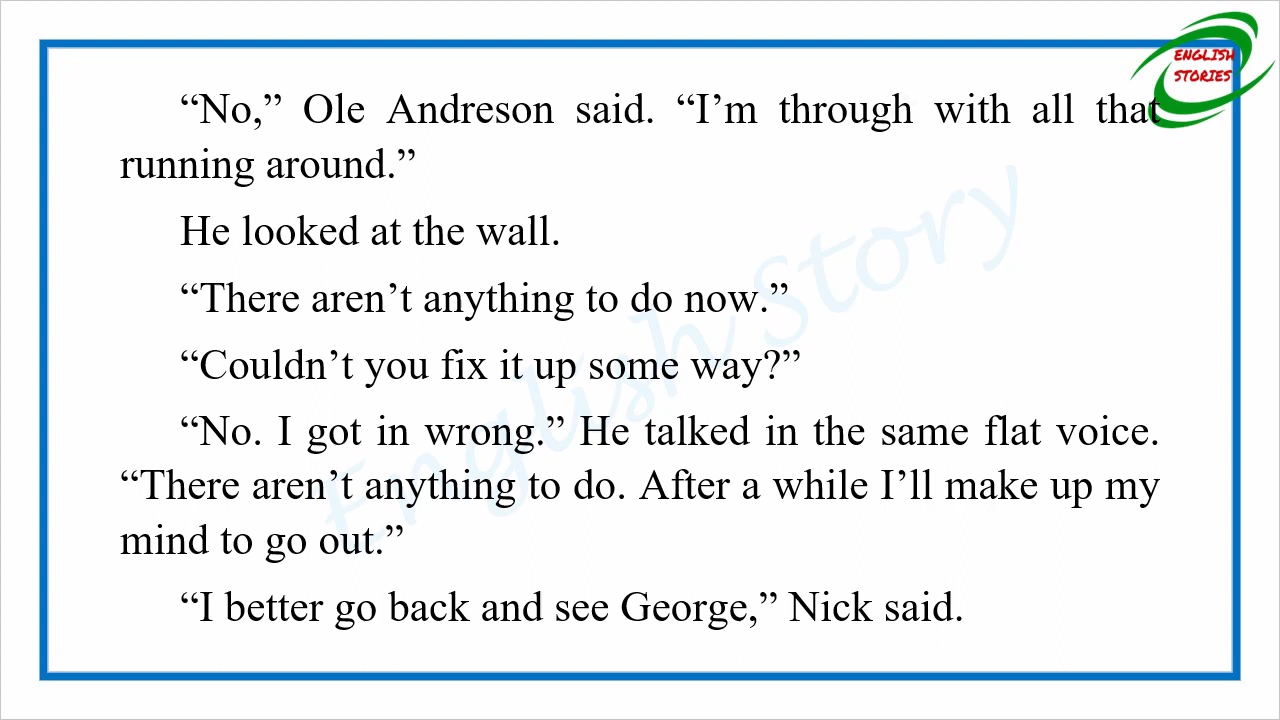 ENGLISH
STORIES
“No,” Ole Andreson said. “I’m through with all that
running around.”
He looked at the wall.
“There aren’t anything to do now.”
“Couldn’t you fix it up some way?”
“No. I got in wrong.” He talked in the same flat voice.
“There aren’t anything to do. After a while I’ll make up my
mind to go out.”
“I better go back and see George,” Nick said.
English Story